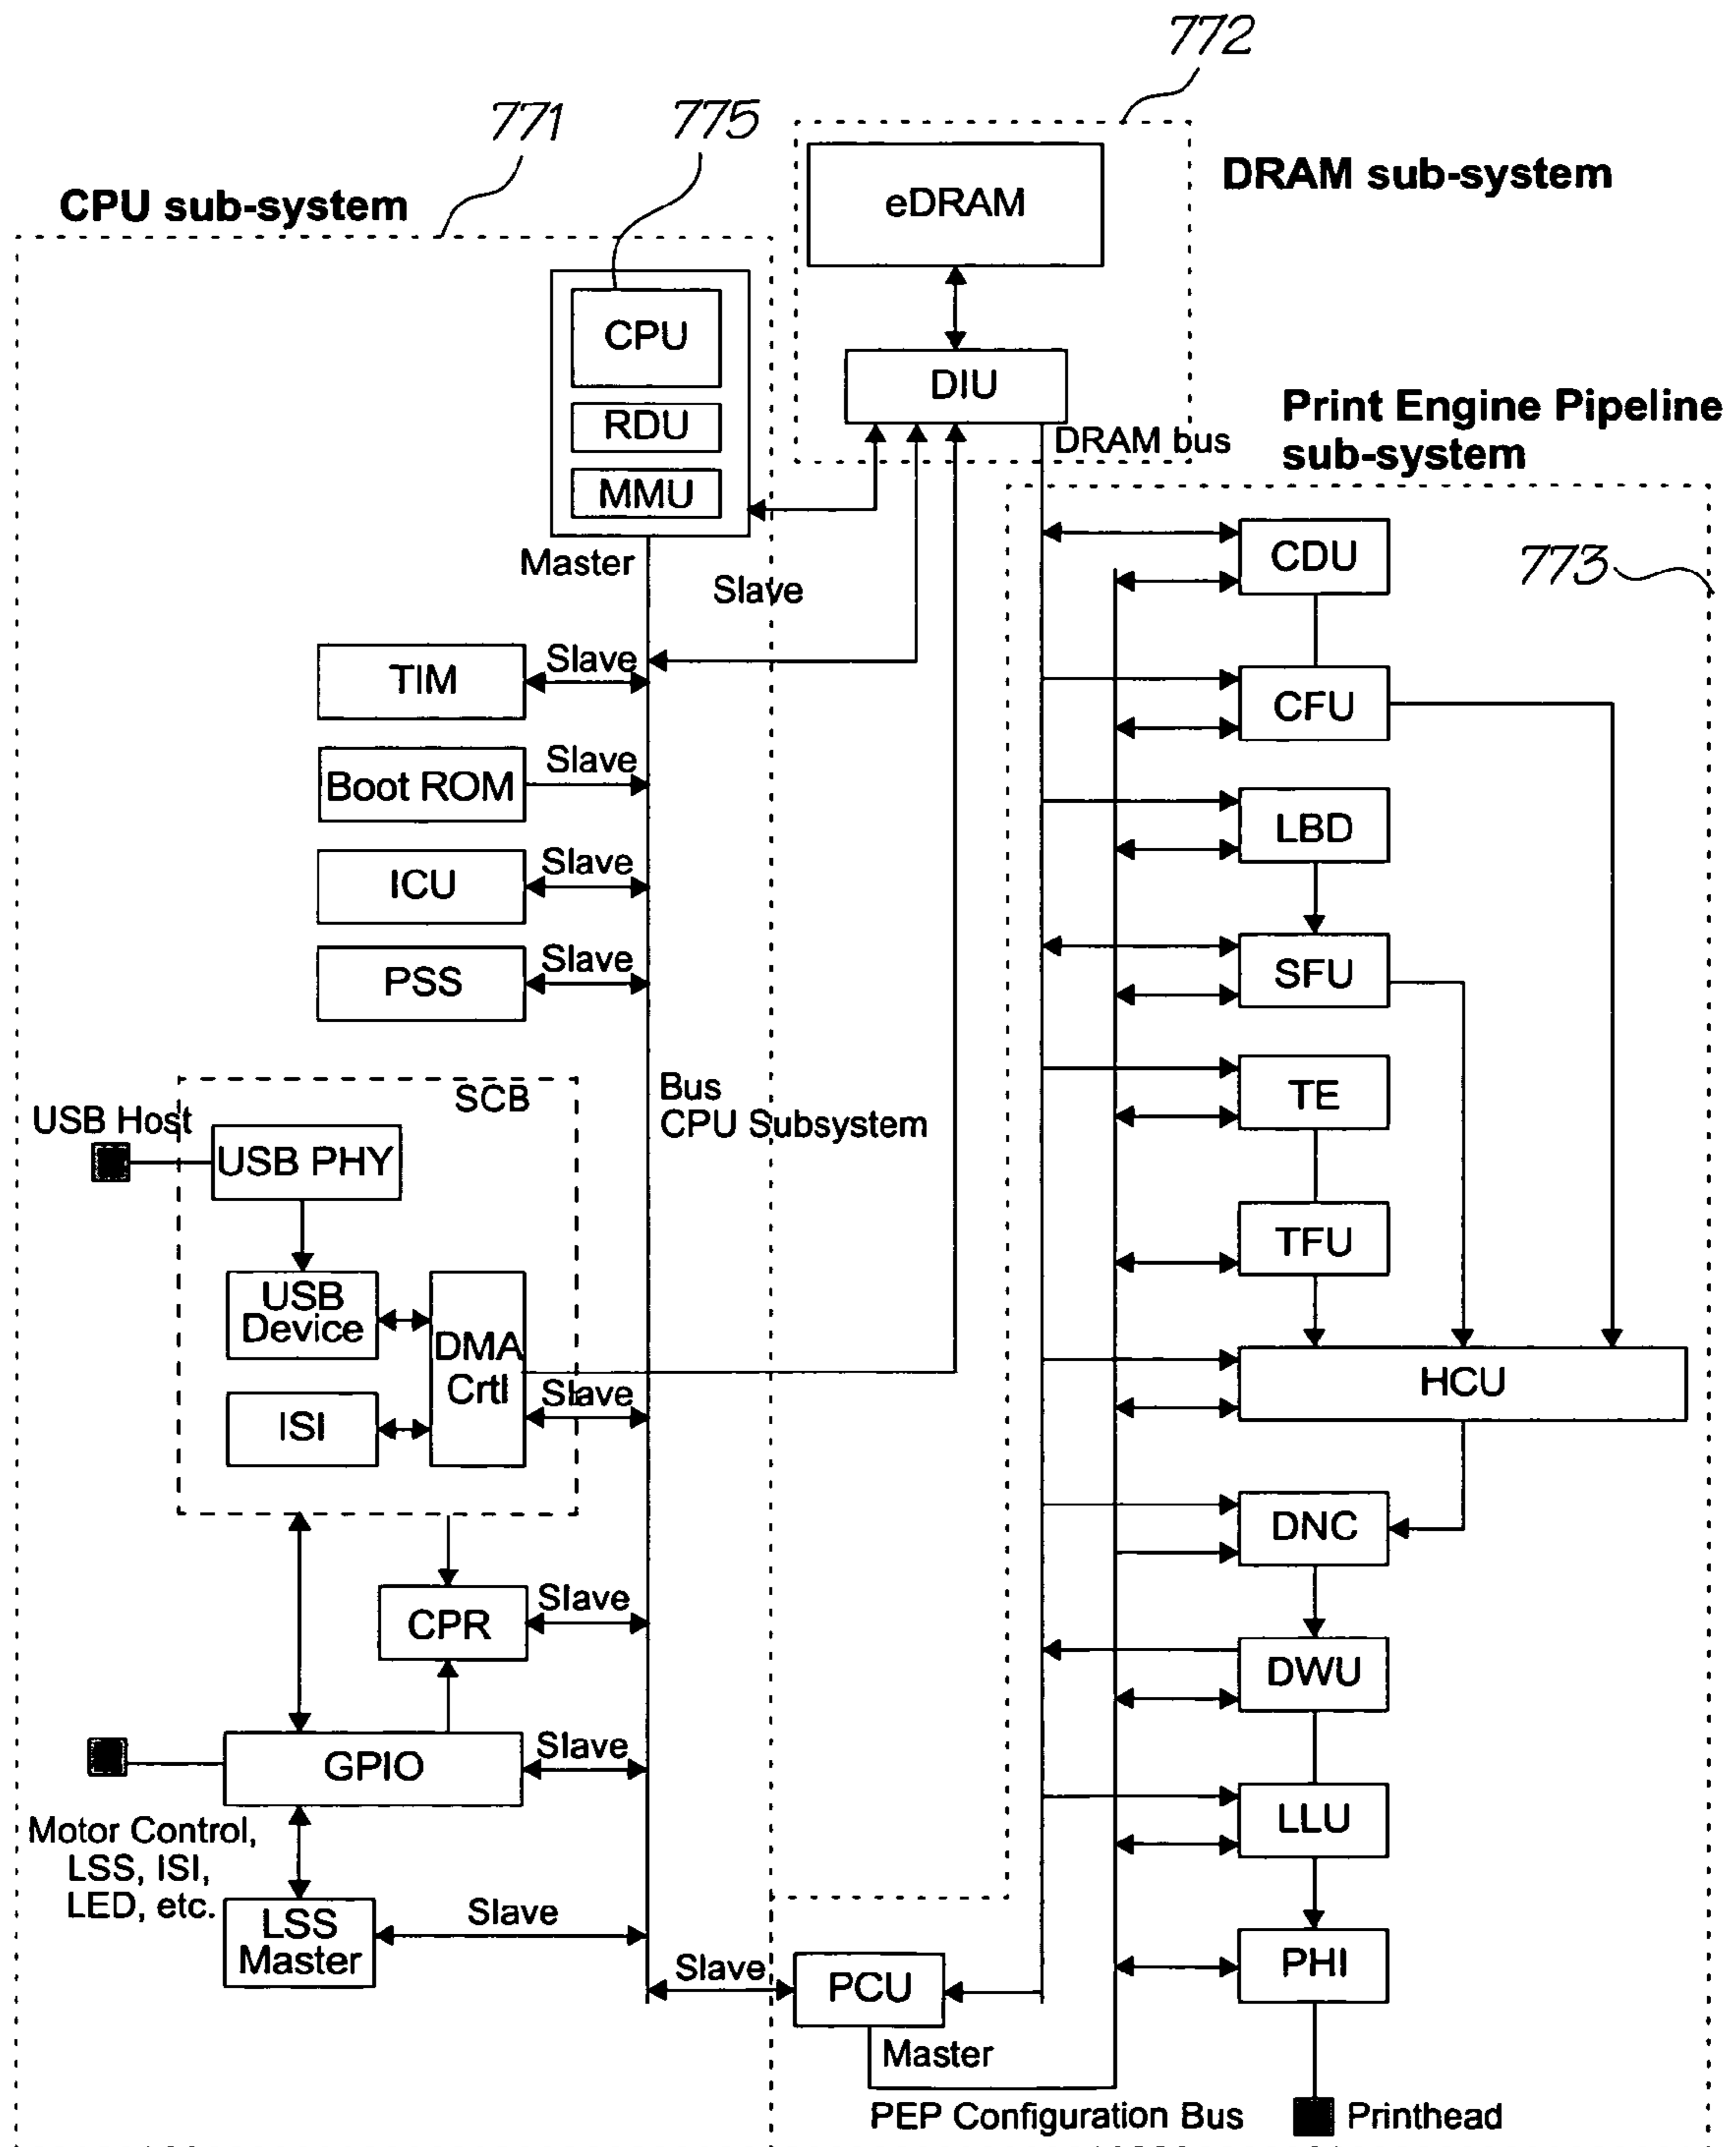 772
771
775
DRAM sub-system
CPU sub-system
eDRAM
CPU
DIU
RDU
Print Engine Pipeline
sub-system
DRAM bus
MMU
Master
Slave
CDU
773
TIM
Slave
CFU
Boot ROM
Slave
LBD
ICU
Slave
PSS
Slave
SFU
SCB
Bus
CPU Subsystem
TE
USB Host
USB PHY
TFU
USB
Device
DMA
Crtl
Slave
HCU
ISI
DNC
CPR
Slave
DWU
GPIO
Slave
Motor Control,
LSS, ISI,
LED, etc.
LLU
LSS
Master
Slave
Slave
PCU
PHI
Master
PEP Configuration Bus
Printhead